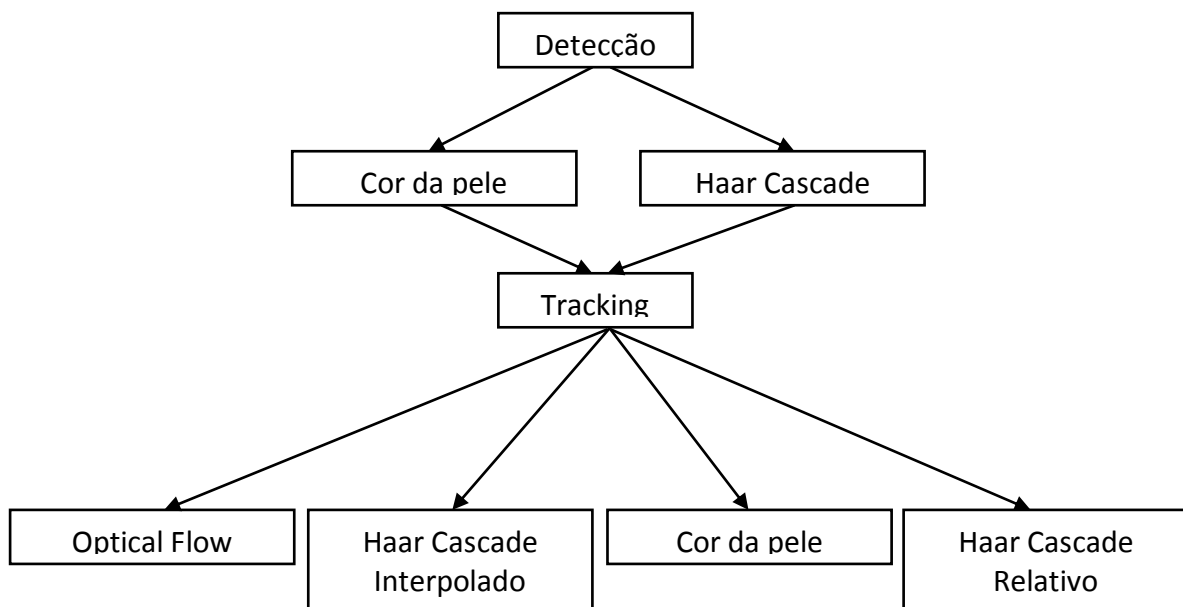 Detecção
Cor da pele
Haar Cascade
Tracking
Optical Flow
Haar Cascade
Interpolado
Cor da pele
Haar Cascade
Relativo